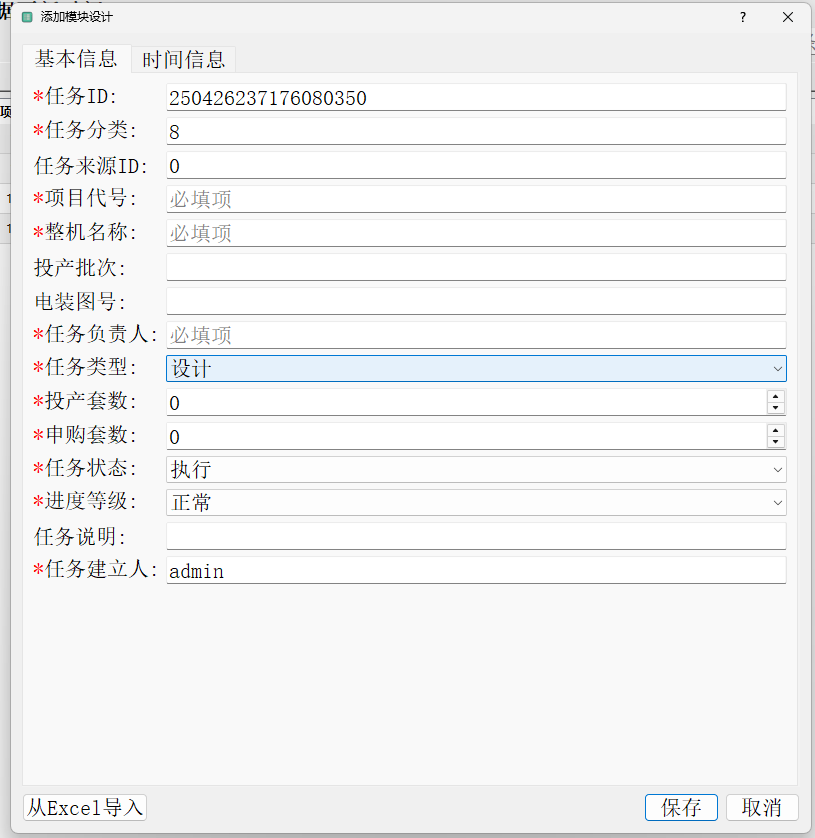 添加模块设计
?
基本信息 时间信息
*任务ID: 250426237176080350
*任务分类: 8
任务来源ID: 0
*项目代号: 必填项
*整机名称: 必填项
投产批次:
电装图号:
*任务负责人: 必填项
*任务类型: 设计
*投产套数: 0
*申购套数: 0
*任务状态: 执行
*进度等级: 正常
任务说明:
*任务建立人: admin
从Excel导入 保存 取消